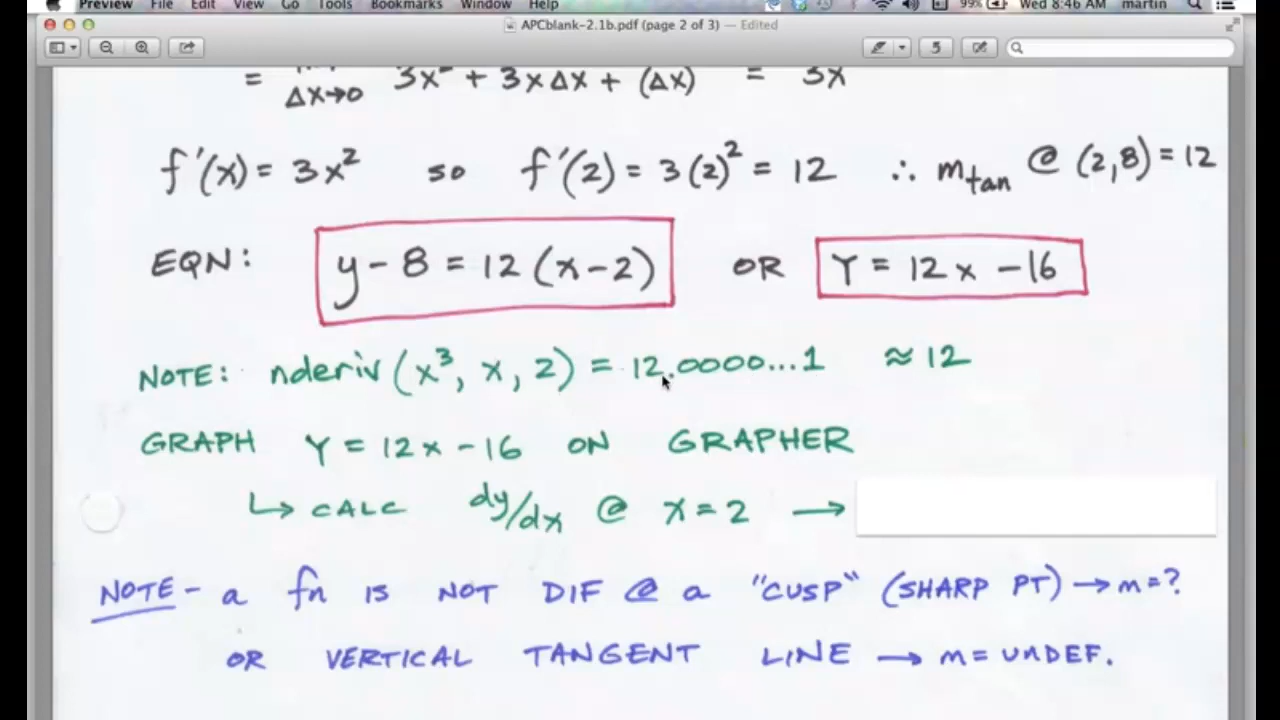 Preview File Edit View Go Tools Bookmarks Window Help 99% Wed 8:46 AM martin
APCblank-2.1b.pdf (page 2 of 3) — Edited
= Δx→0 3x² + 3xΔx + (Δx) = 3x
f'(x) = 3x² so f'(2) = 3(2)² = 12 ∴ m tan @ (2,8) = 12
EQN: y - 8 = 12 (x - 2) OR Y = 12x - 16
NOTE: nderiv (x³, x, 2) = 12.0000...1 ≈ 12
GRAPH Y = 12x - 16 ON GRAPHER
↳ CALC dy/dx @ x = 2 →
NOTE - a fn IS NOT DIF @ a "CUSP" (SHARP PT) → m = ?
OR VERTICAL TANGENT LINE → m = UNDEF.